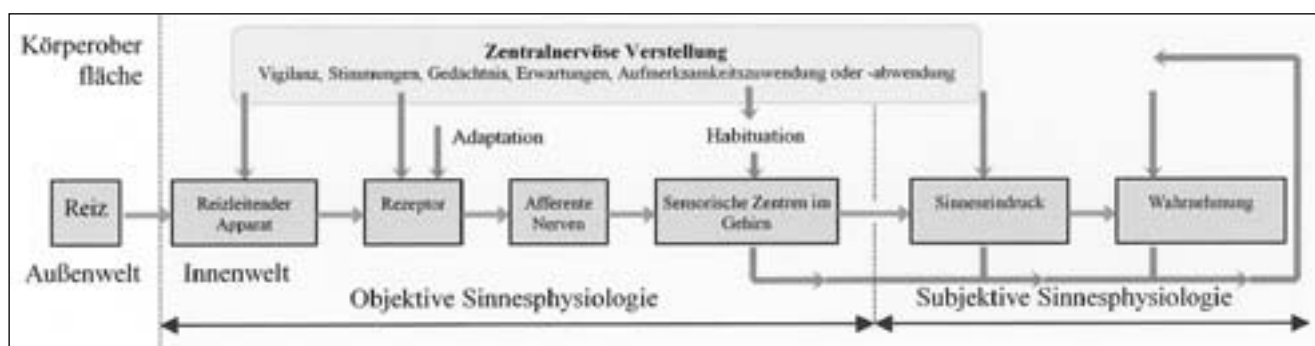 Körperober
fläche
Zentralnervöse Verstellung
Vigilanz, Stimmungen, Gedächtnis, Erwartungen, Aufmerksamkeitszuwendung oder -abwendung
Adaptation
Habituation
Reiz
Reizleitender
Apparat
Rezeptor
Afferente
Nerven
Sensorische Zentren im
Gehirn
Sinneseindruck
Wahrnehmung
Außenwelt
Innenwelt
Objektive Sinnesphysiologie
Subjektive Sinnesphysiologie